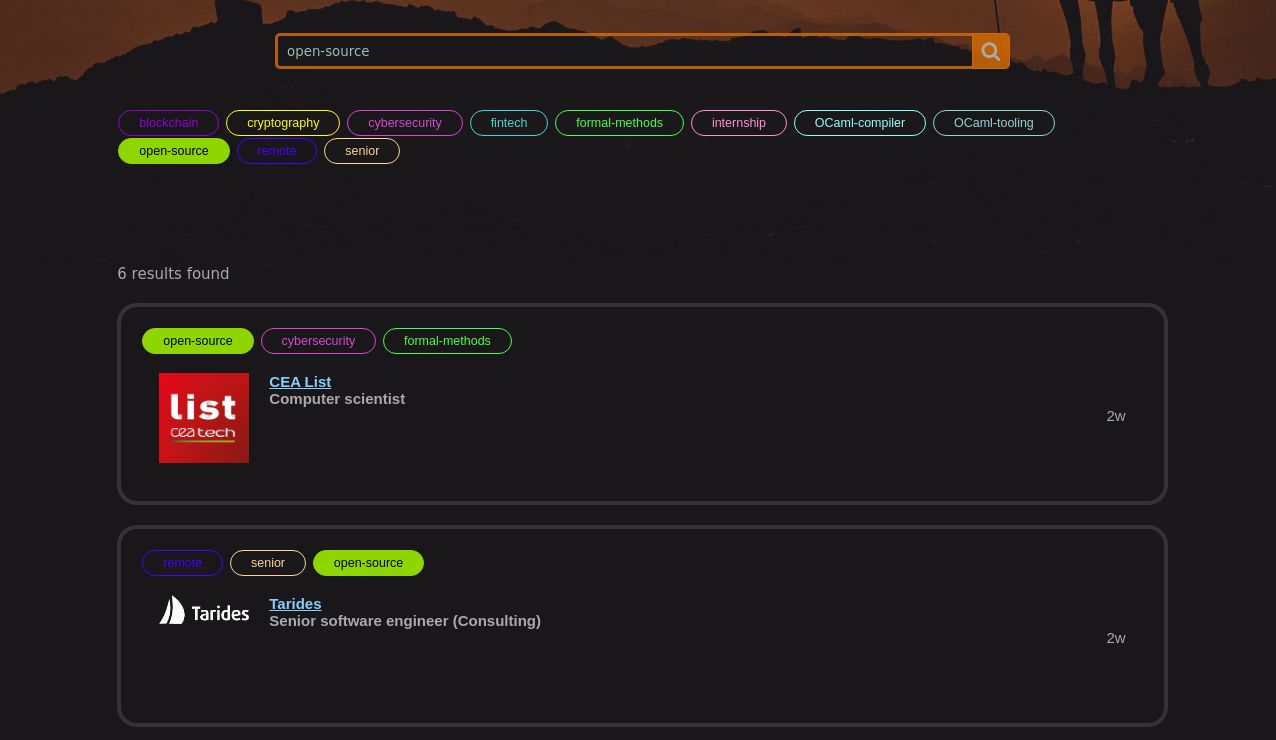 open-source
blockchain cryptography cybersecurity fintech formal-methods internship OCaml-compiler OCaml-tooling
open-source remote senior
6 results found
open-source cybersecurity formal-methods
list
ceatech
CEA List
Computer scientist
2w
remote senior open-source
Tarides
Tarides
Senior software engineer (Consulting)
2w